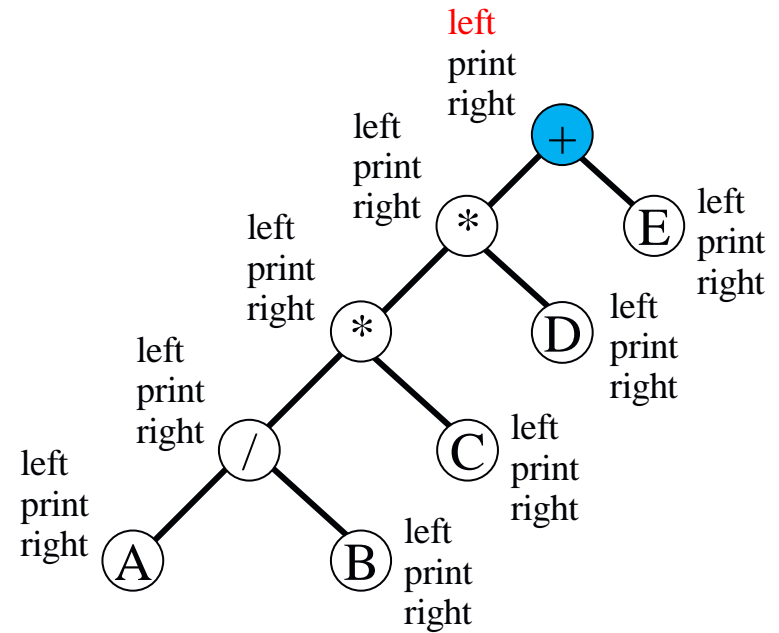 left
print
right
+
left
print
right
*
E
left
print
right
left
print
right
*
D
left
print
right
left
print
right
/
C
left
print
right
left
print
right
A
B
left
print
right